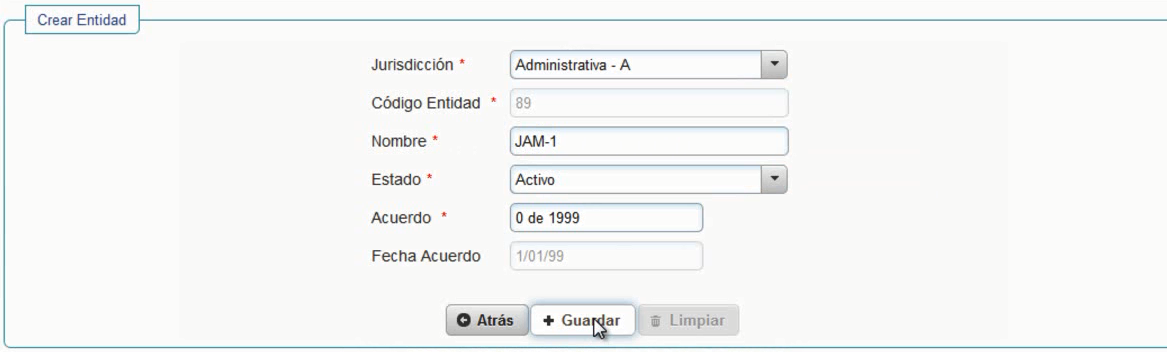 Crear Entidad
Jurisdicción * Administrativa - A
Código Entidad * 89
Nombre * JAM-1
Estado * Activo
Acuerdo * 0 de 1999
Fecha Acuerdo 1/01/99
Atrás Guardar Limpiar